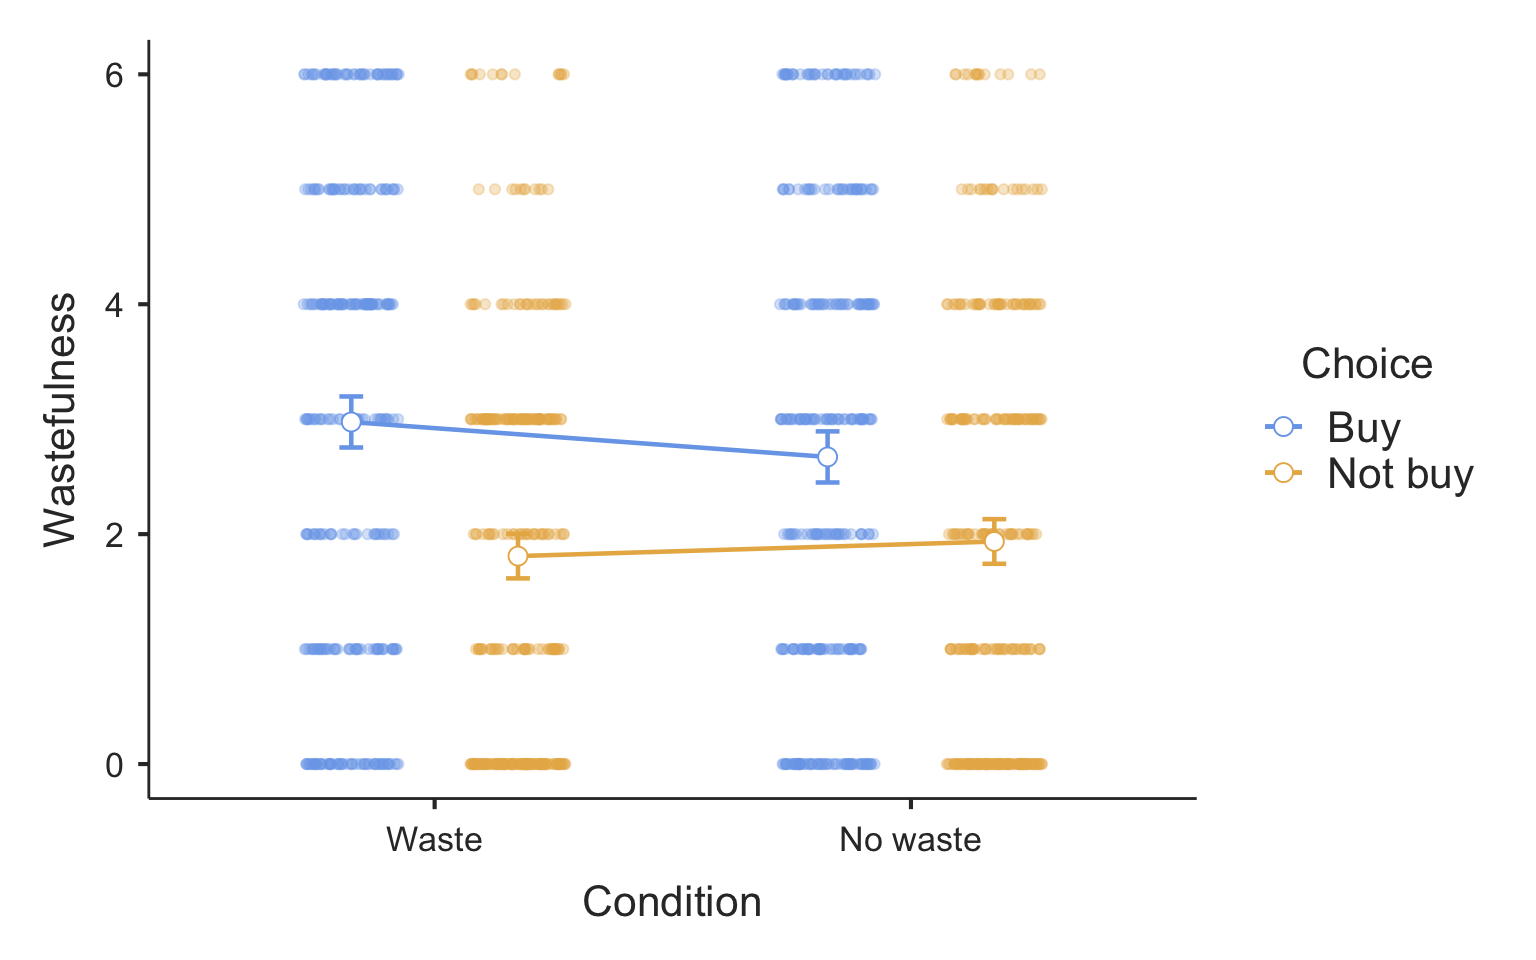 6
4
2
0
Wastefulness
Waste
No waste
Condition
Choice
Buy
Not buy